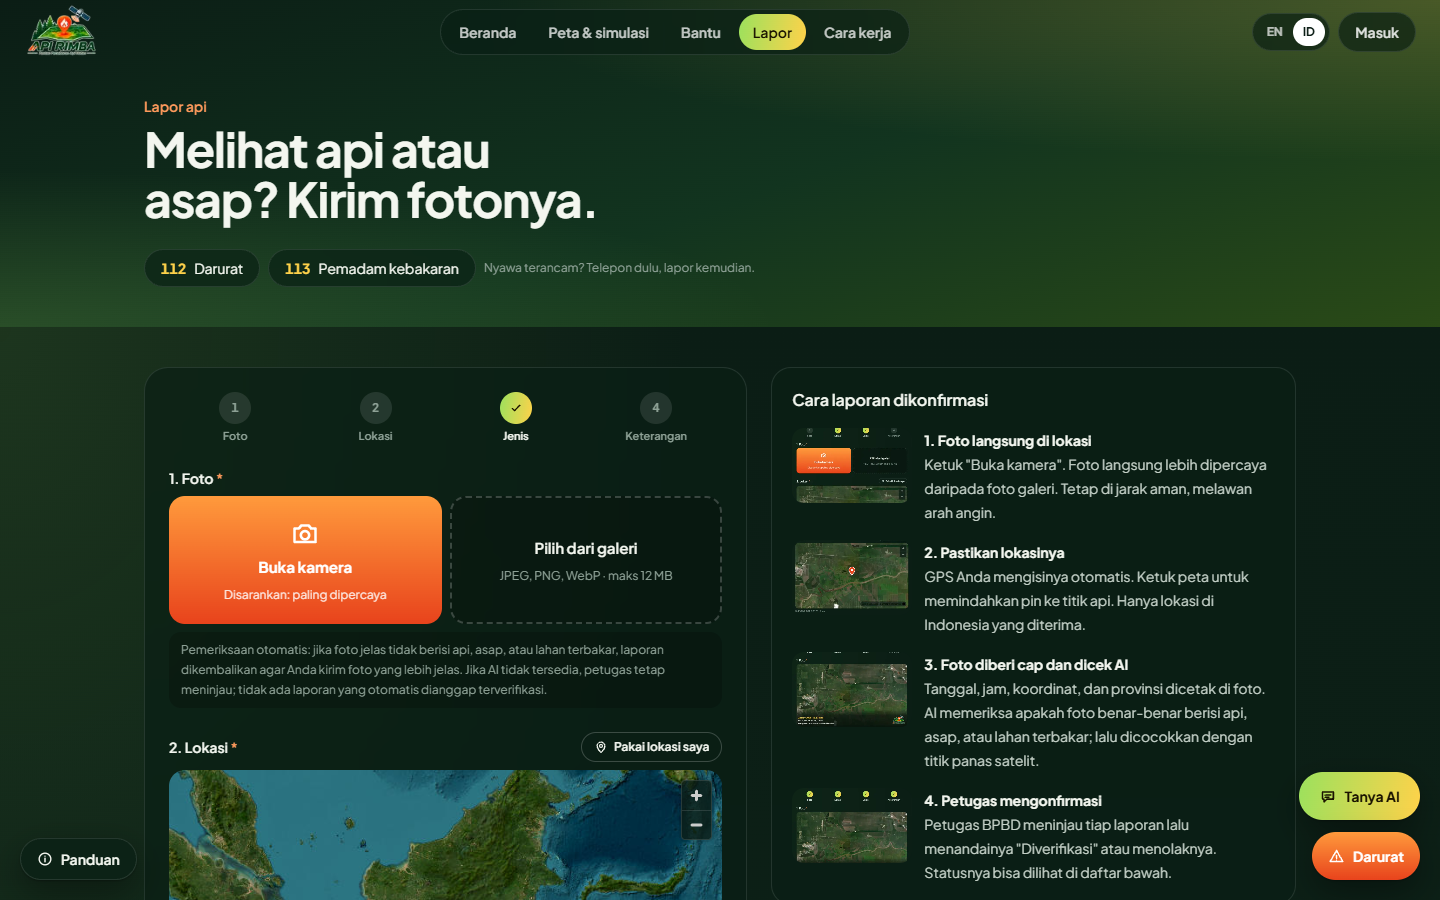 API RIMBA
Beranda
Peta & simulasi
Bantu
Lapor
Cara kerja
EN
ID
Masuk
Lapor api
Melihat api atau
asap? Kirim fotonya.
112 Darurat
113 Pemadam kebakaran
Nyawa terancam? Telepon dulu, lapor kemudian.
1
2
4
Foto
Lokasi
Jenis
Keterangan
1. Foto *
Buka kamera
Disarankan: paling dipercaya
Pilih dari galeri
JPEG, PNG, WebP · maks 12 MB
Pemeriksaan otomatis: jika foto jelas tidak berisi api, asap, atau lahan terbakar, laporan
dikembalikan agar Anda kirim foto yang lebih jelas. Jika AI tidak tersedia, petugas tetap
meninjau; tidak ada laporan yang otomatis dianggap terverifikasi.
2. Lokasi *
Pakai lokasi saya
+
−
Cara laporan dikonfirmasi
1. Foto langsung di lokasi
Ketuk "Buka kamera". Foto langsung lebih dipercaya
daripada foto galeri. Tetap di jarak aman, melawan
arah angin.
2. Pastikan lokasinya
GPS Anda mengisinya otomatis. Ketuk peta untuk
memindahkan pin ke titik api. Hanya lokasi di
Indonesia yang diterima.
3. Foto diberi cap dan dicek AI
Tanggal, jam, koordinat, dan provinsi dicetak di foto.
AI memeriksa apakah foto benar-benar berisi api,
asap, atau lahan terbakar; lalu dicocokkan dengan
titik panas satelit.
4. Petugas mengonfirmasi
Petugas BPBD meninjau tiap laporan lalu
menandainya "Diverifikasi" atau menolaknya.
Statusnya bisa dilihat di daftar bawah.
Panduan
Tanya AI
Darurat